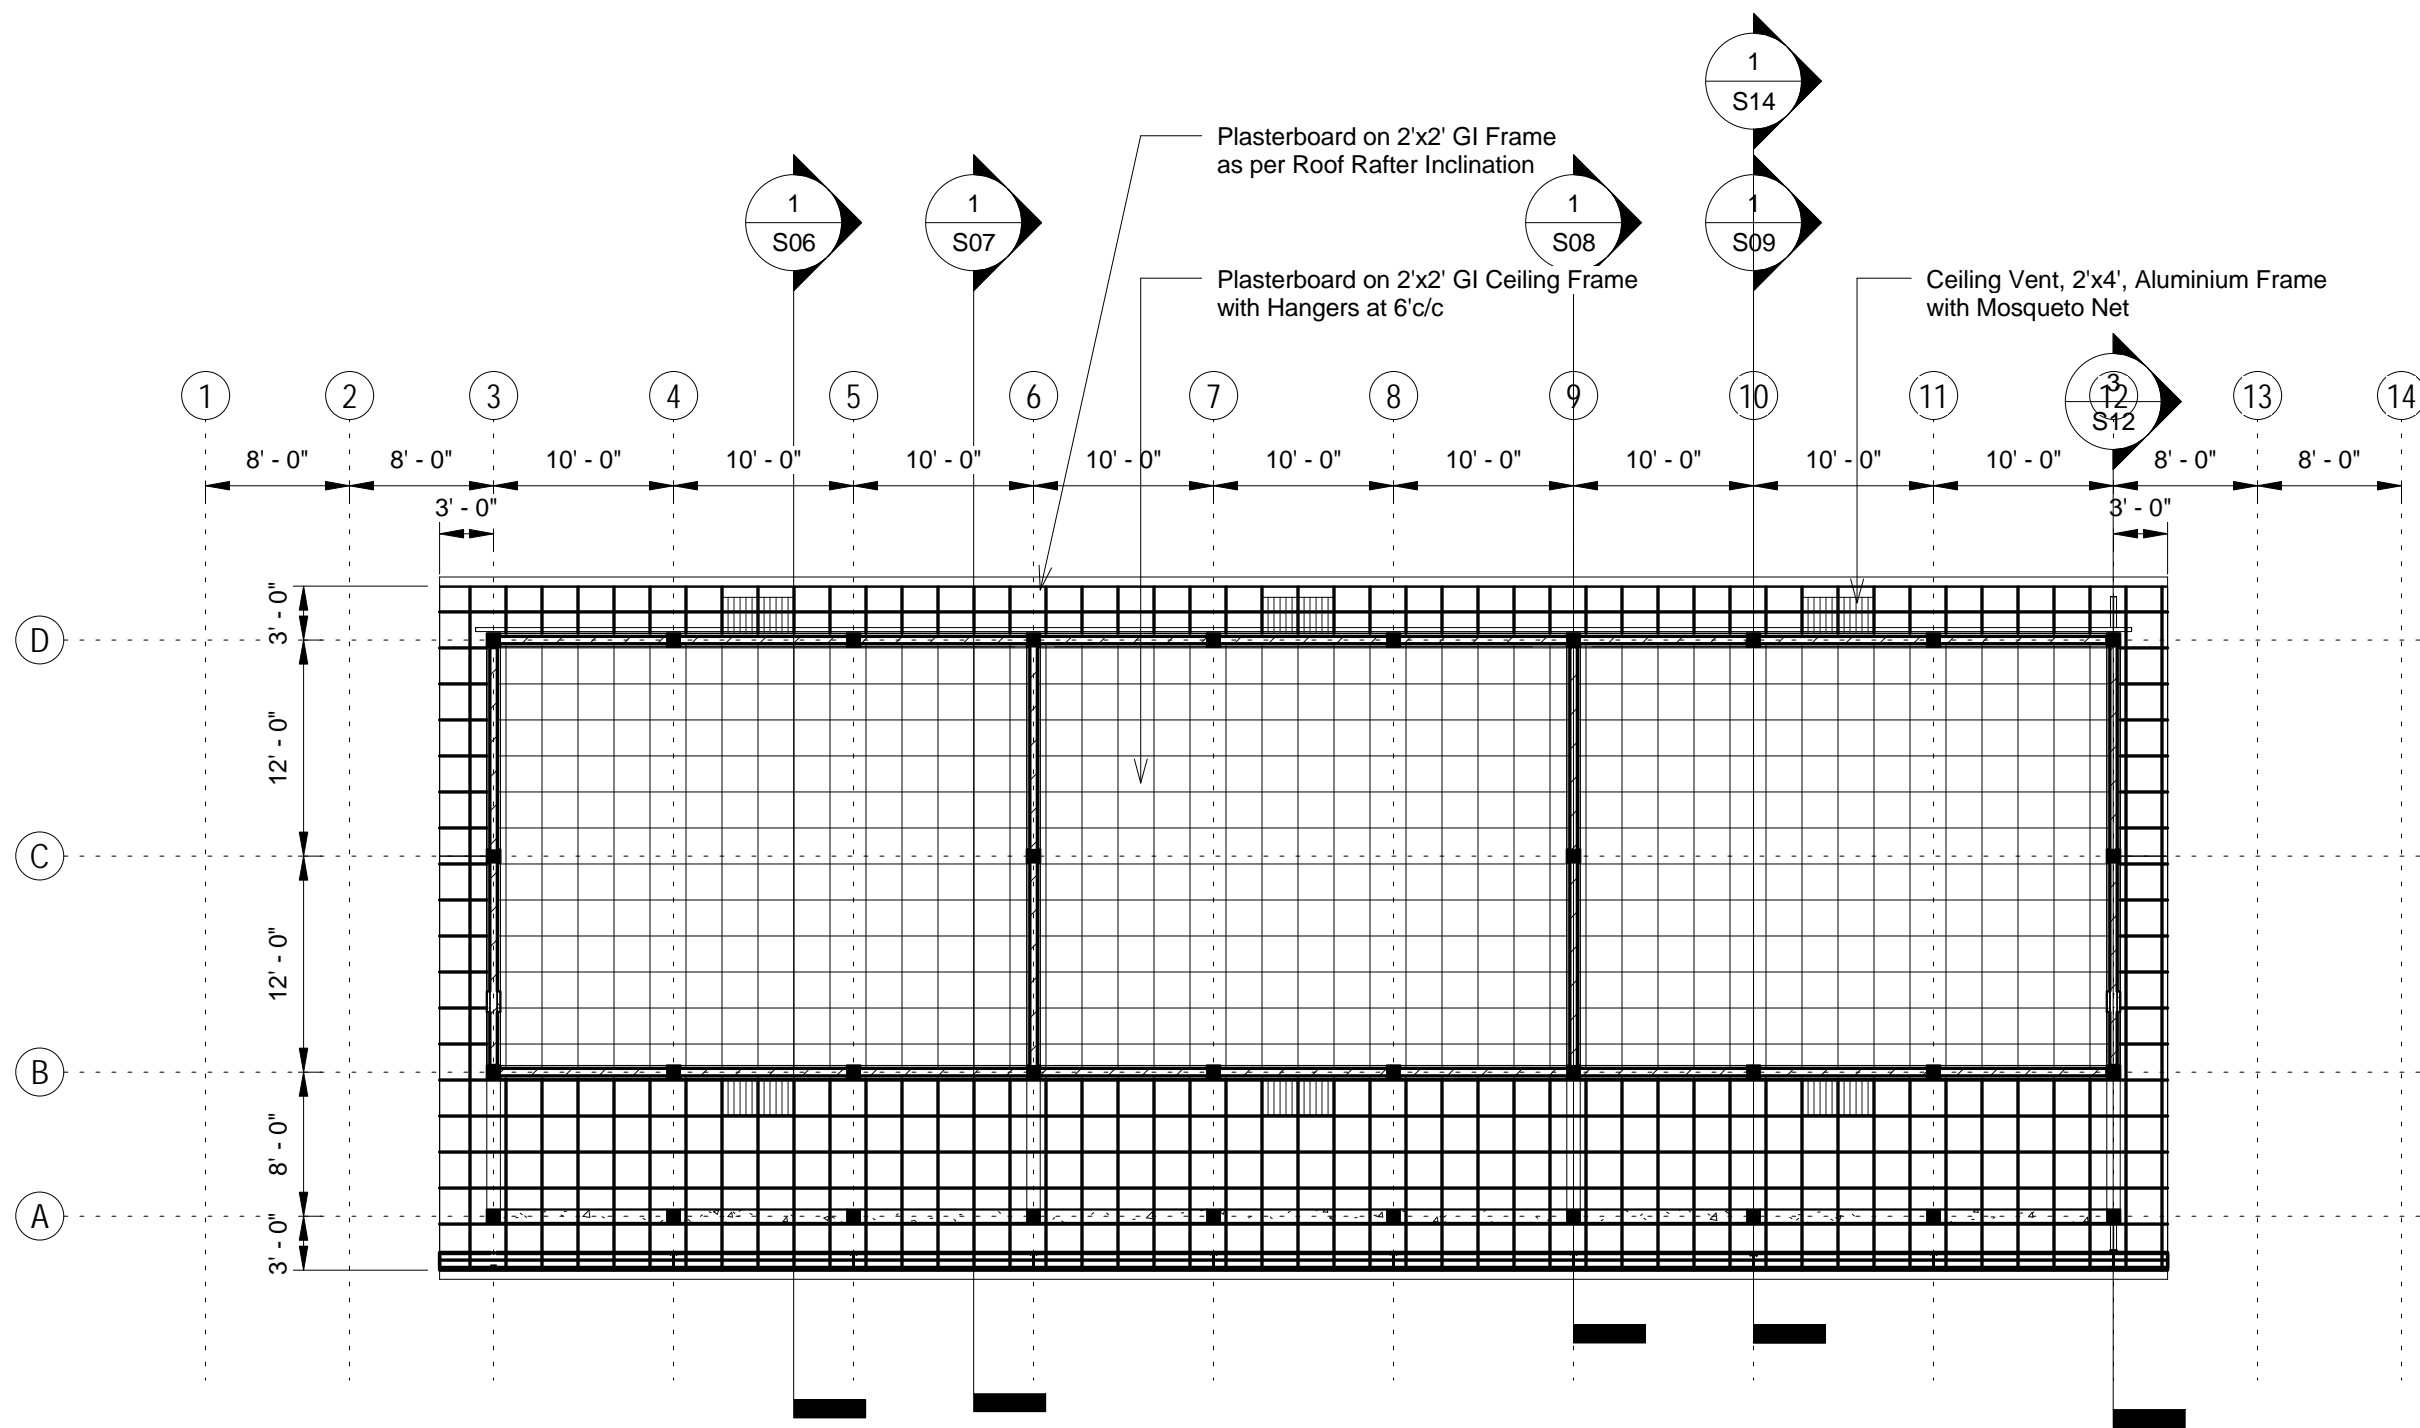 1
S14
Plasterboard on 2'x2' GI Frame
as per Roof Rafter Inclination
1
S06
1
S07
1
S08
1
S09
Plasterboard on 2'x2' GI Ceiling Frame
with Hangers at 6'c/c
Ceiling Vent, 2'x4', Aluminium Frame
with Mosqueto Net
3
S12
1 2 3 4 5 6 7 8 9 10 11 12 13 14
8' - 0" 8' - 0" 10' - 0" 10' - 0" 10' - 0" 10' - 0" 10' - 0" 10' - 0" 10' - 0" 10' - 0" 10' - 0" 8' - 0" 8' - 0"
3' - 0" 3' - 0"
3' - 0"
D
12' - 0"
C
12' - 0"
B
8' - 0"
A
3' - 0"